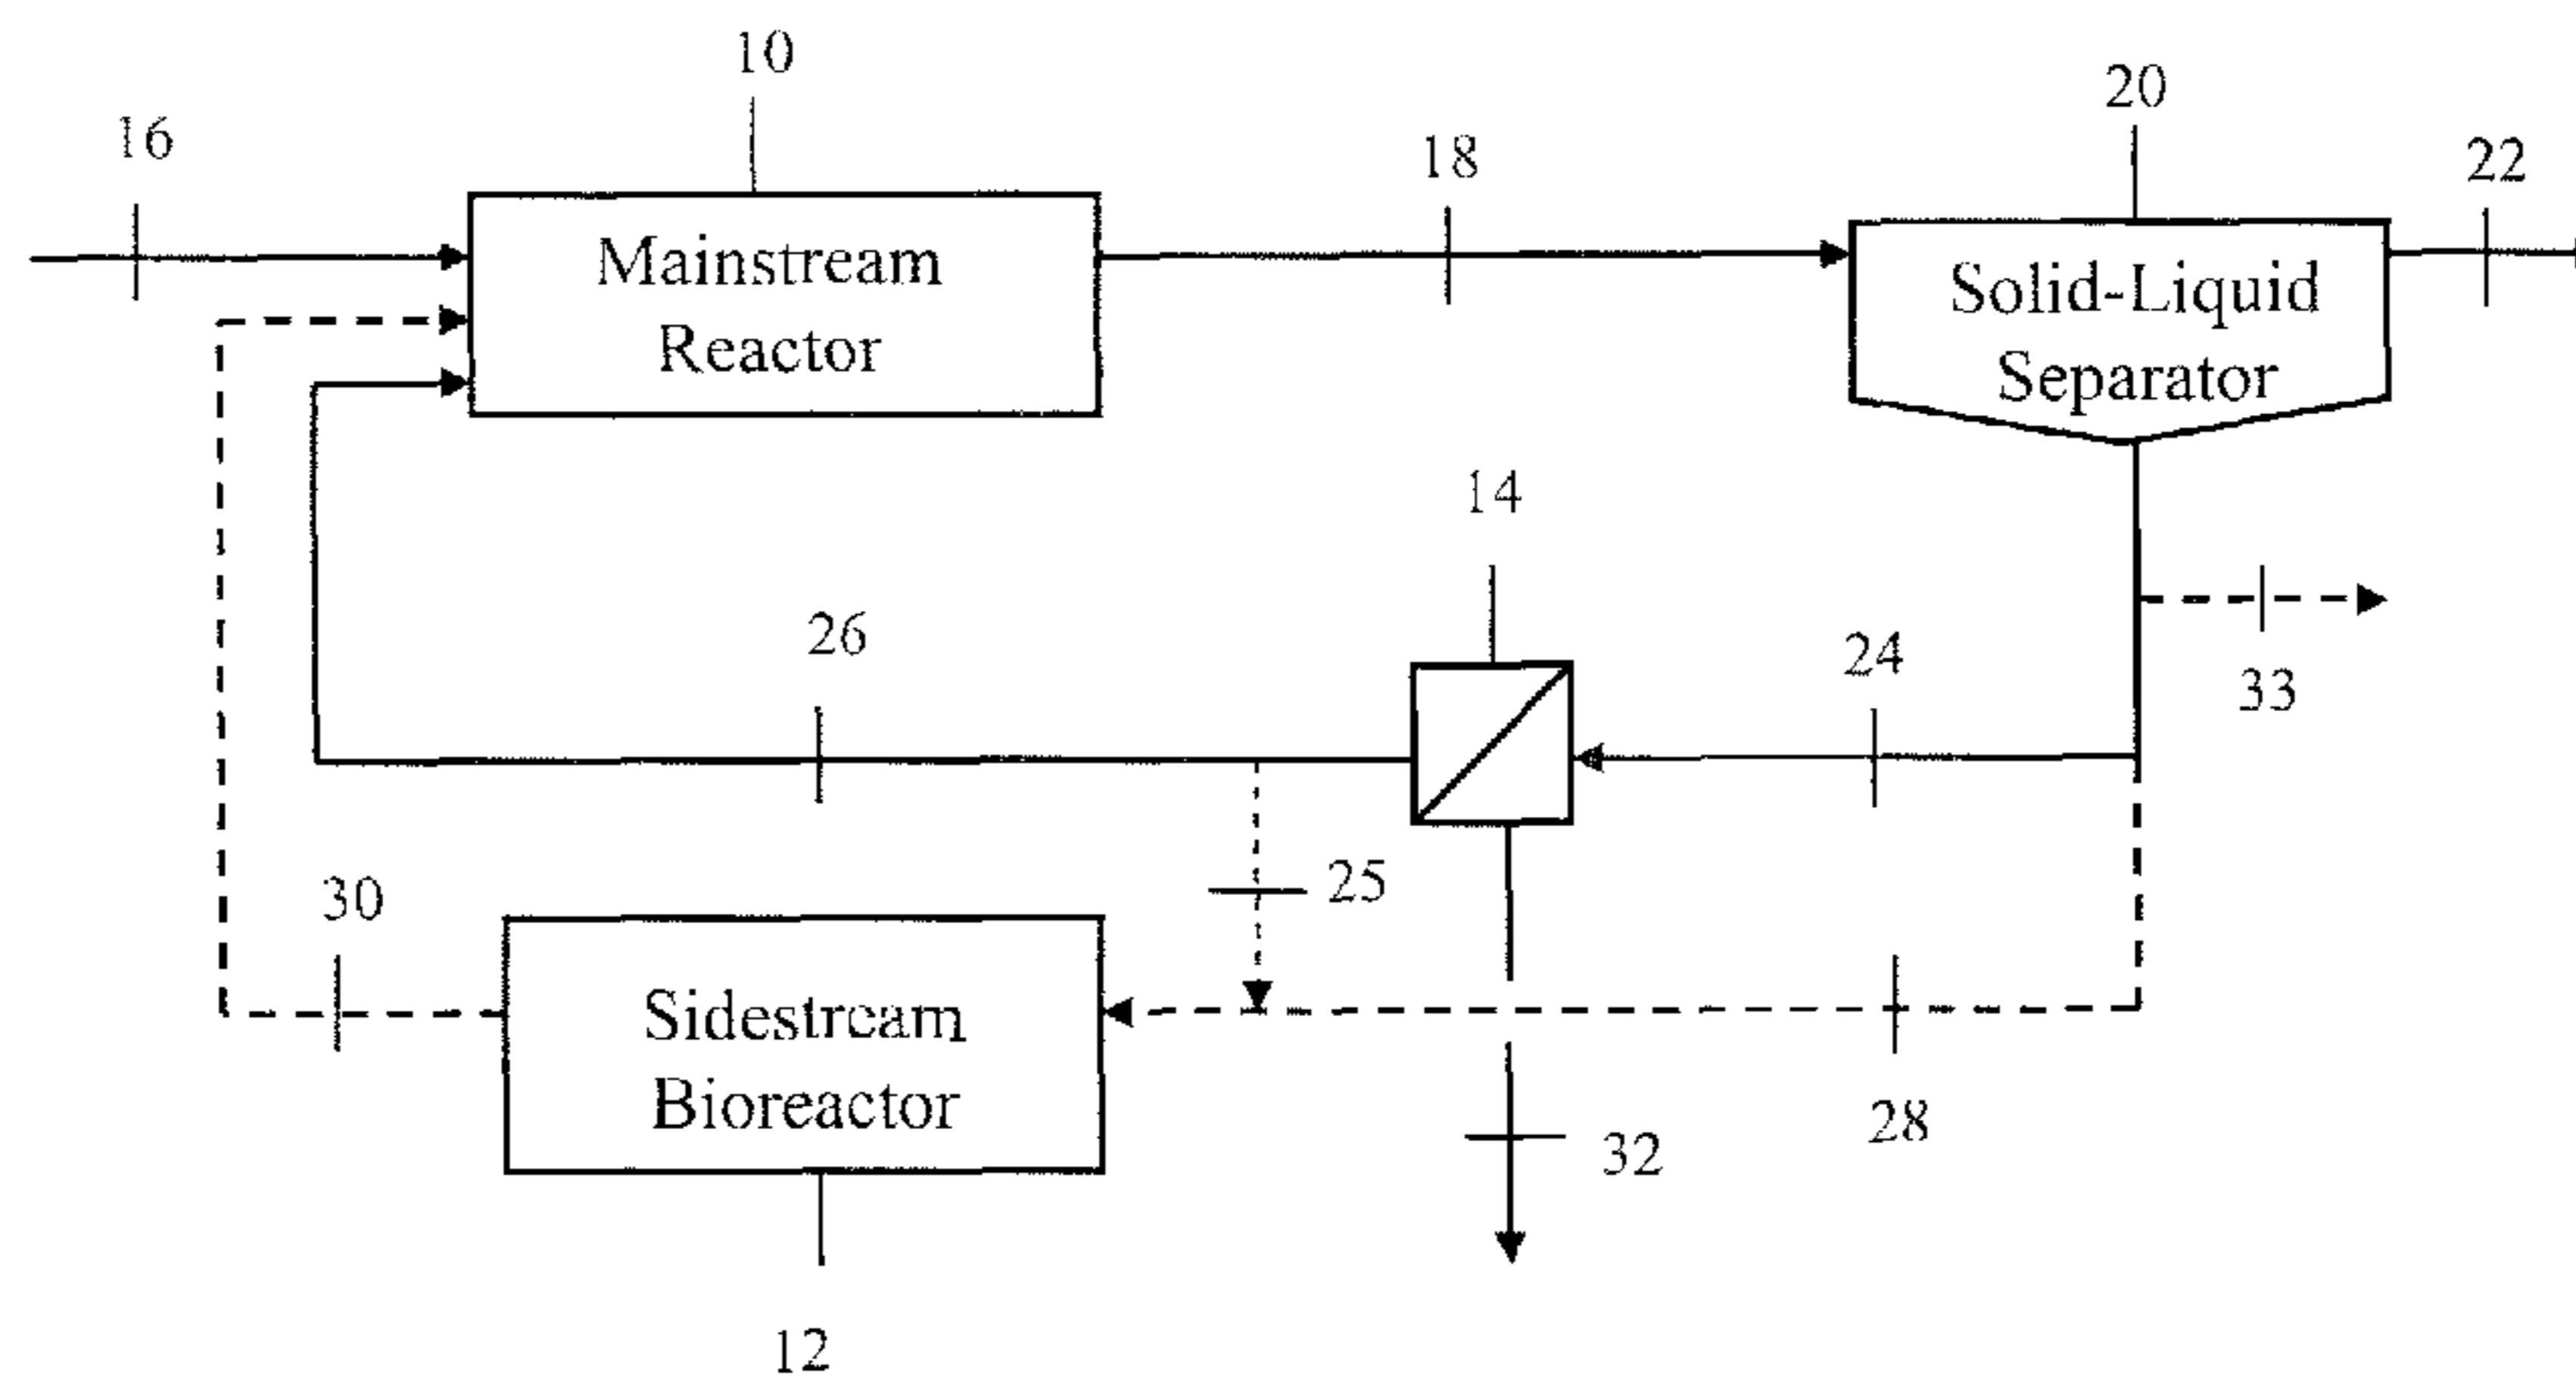 10
20
16
18
22
Mainstream
Reactor
Solid-Liquid
Separator
14
26
24
33
30
25
Sidestream
Bioreactor
32
28
12